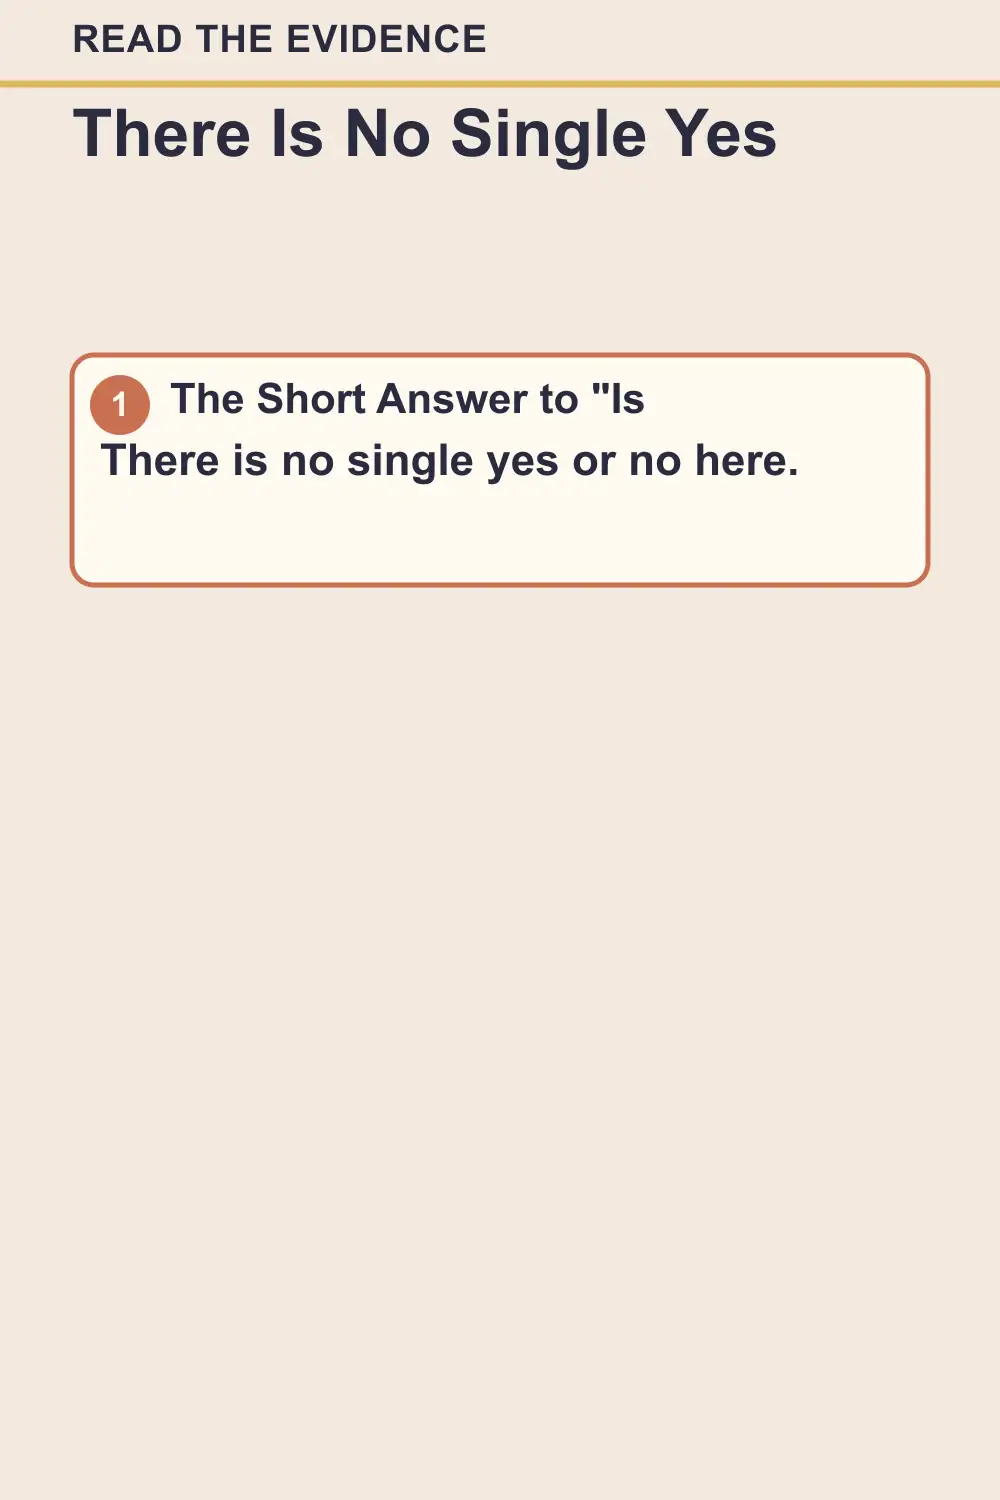 READ THE EVIDENCE
There Is No Single Yes
1 The Short Answer to "Is
There is no single yes or no here.